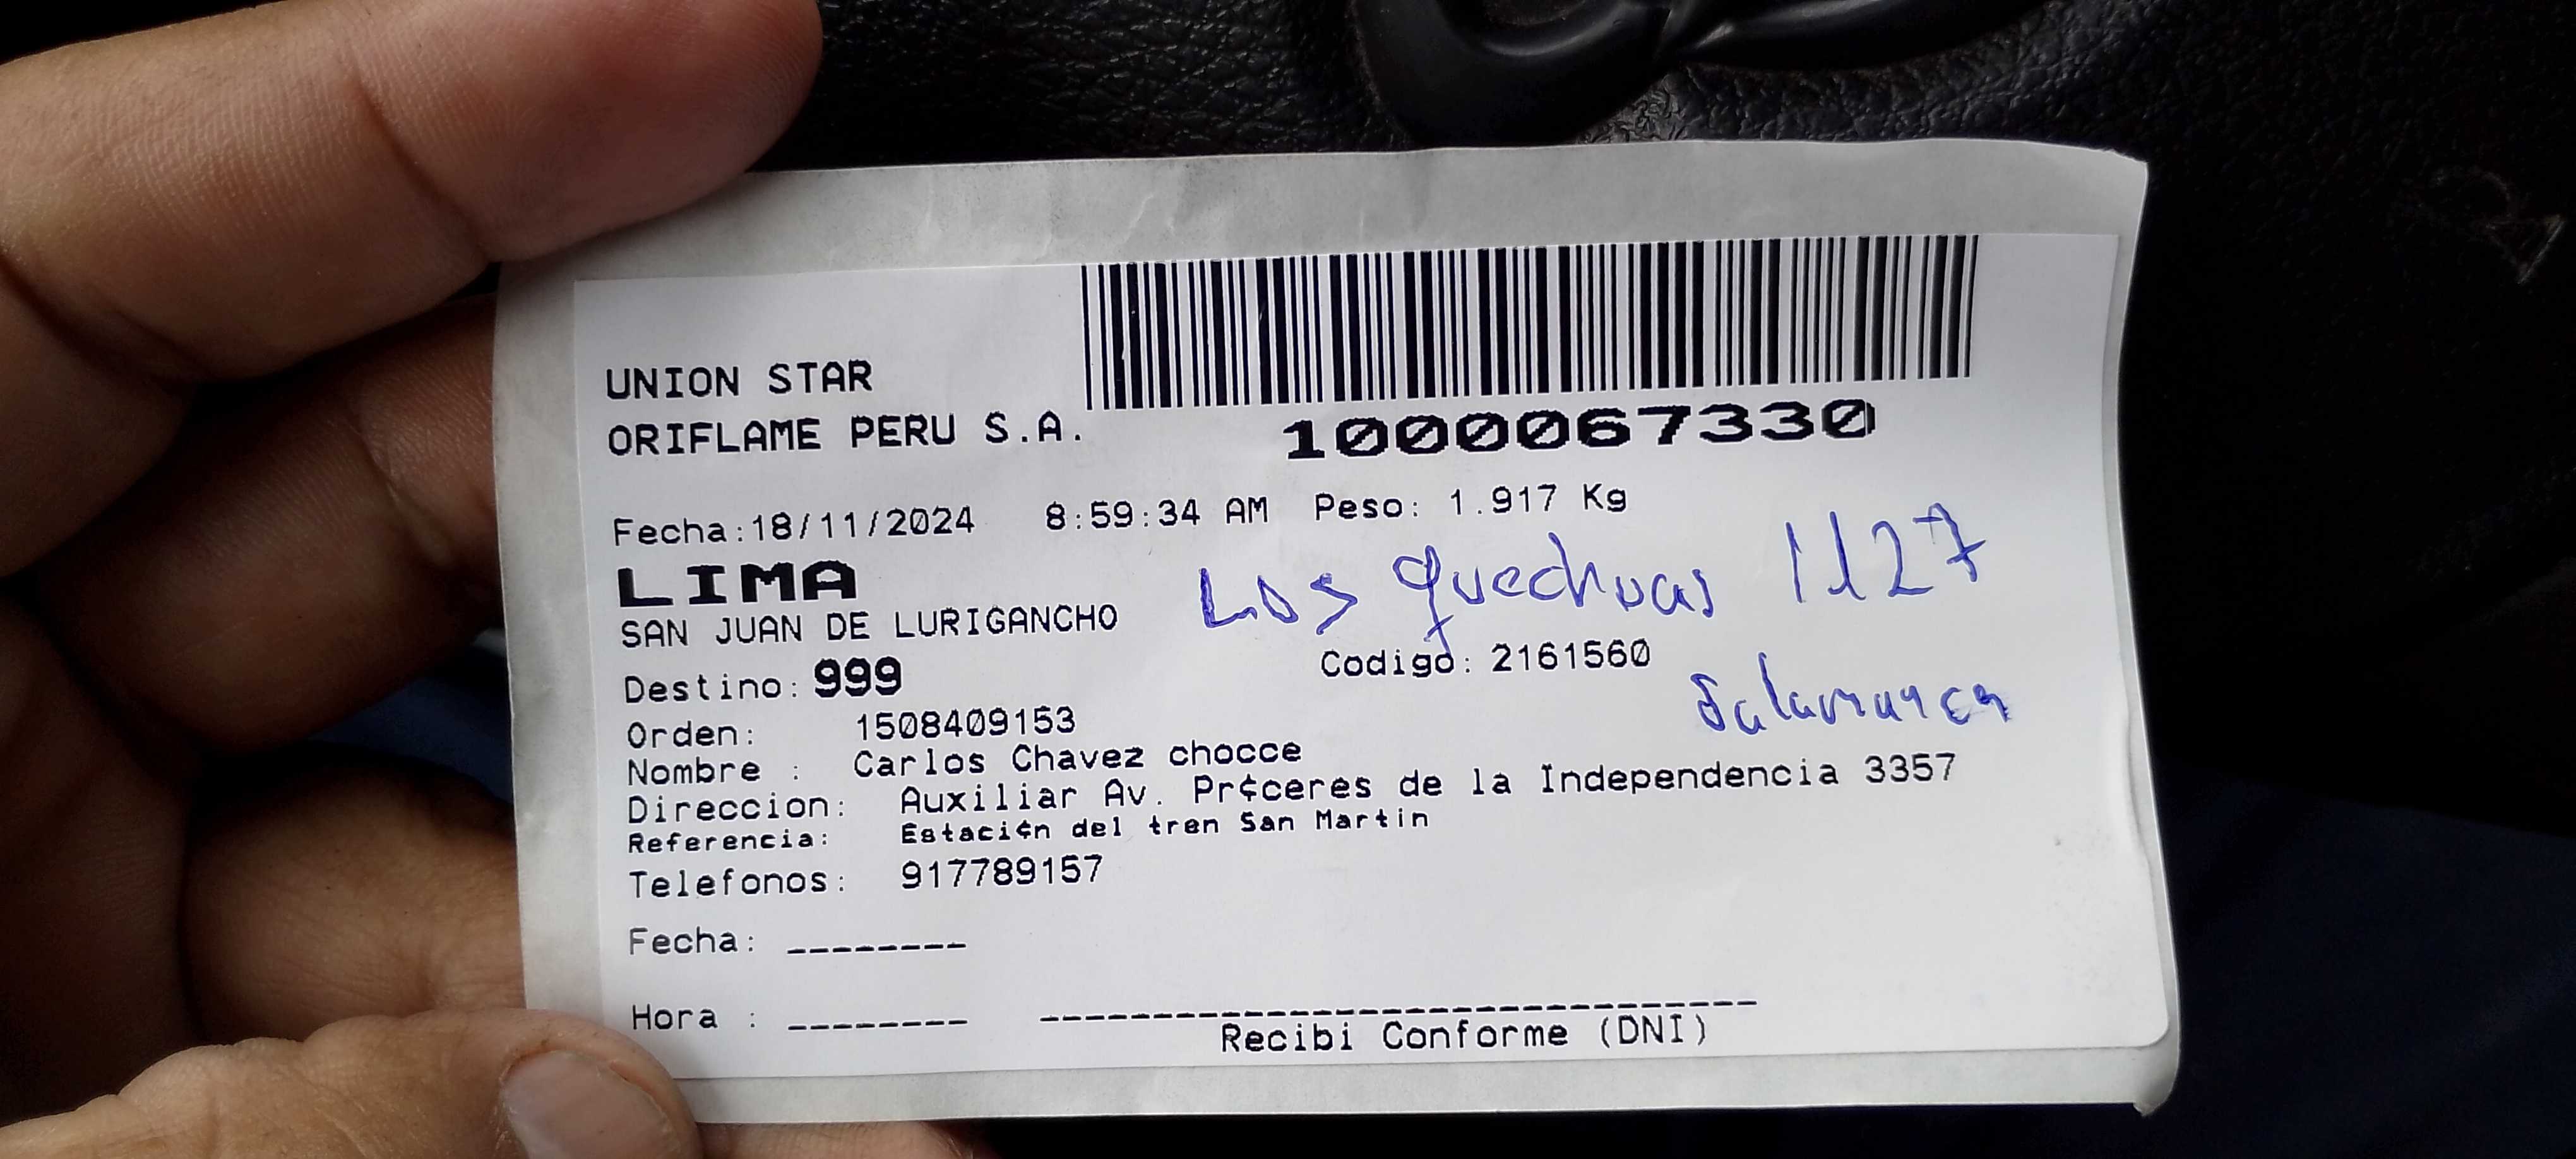 UNION STAR
ORIFLAME PERU S.A.
1000067330
Fecha:18/11/2024 8:59:34 AM Peso: 1.917 Kg
LIMA
Los quechuas 1127
SAN JUAN DE LURIGANCHO
Destino: 999
Codigo: 2161560
Salamanca
Orden: 1508409153
Nombre : Carlos Chavez chocce
Direccion: Auxiliar Av. Pr¢ceres de la Independencia 3357
Referencia: Estaci¢n del tren San Martin
Telefonos: 917789157
Fecha: --------
Hora : --------
Recibi Conforme (DNI)